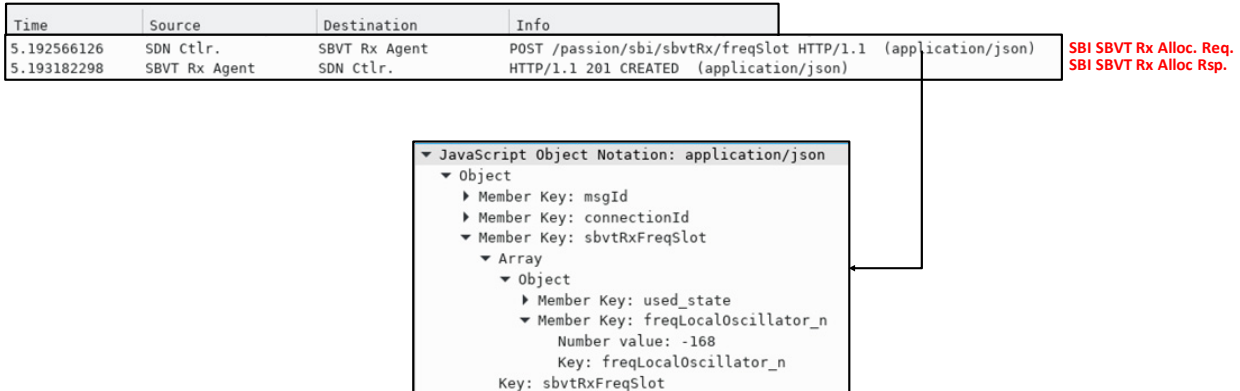 Time Source Destination Info
5.192566126 SDN Ctlr. SBVT Rx Agent POST /passion/sbi/sbvtRx/freqSlot HTTP/1.1 (application/json) SBI SBVT Rx Alloc. Req.
5.193182298 SBVT Rx Agent SDN Ctlr. HTTP/1.1 201 CREATED (application/json) SBI SBVT Rx Alloc Rsp.
JavaScript Object Notation: application/json
Object
Member Key: msgId
Member Key: connectionId
Member Key: sbvtRxFreqSlot
Array
Object
Member Key: used_state
Member Key: freqLocalOscillator_n
Number value: -168
Key: freqLocalOscillator_n
Key: sbvtRxFreqSlot